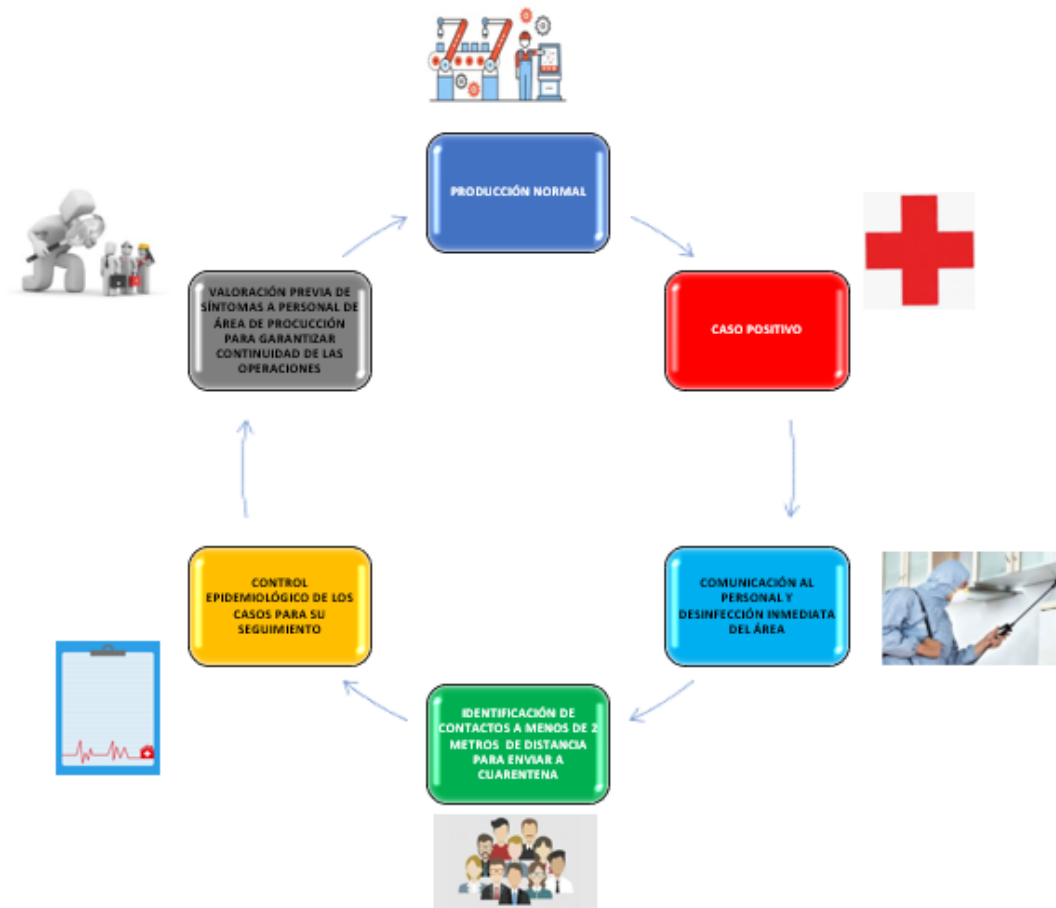 PRODUCCIÓN NORMAL
CASO POSITIVO
COMUNICACIÓN AL
PERSONAL Y
DESINFECCIÓN INMEDIATA
DEL ÁREA
IDENTIFICACIÓN DE
CONTACTOS A MENOS DE 2
METROS DE DISTANCIA
PARA ENVIAR A
CUARENTENA
CONTROL
EPIDEMIOLÓGICO DE LOS
CASOS PARA SU
SEGUIMIENTO
VALORACIÓN PREVIA DE
SÍNTOMAS A PERSONAL DE
ÁREA DE PROCUCCIÓN
PARA GARANTIZAR
CONTINUIDAD DE LAS
OPERACIONES